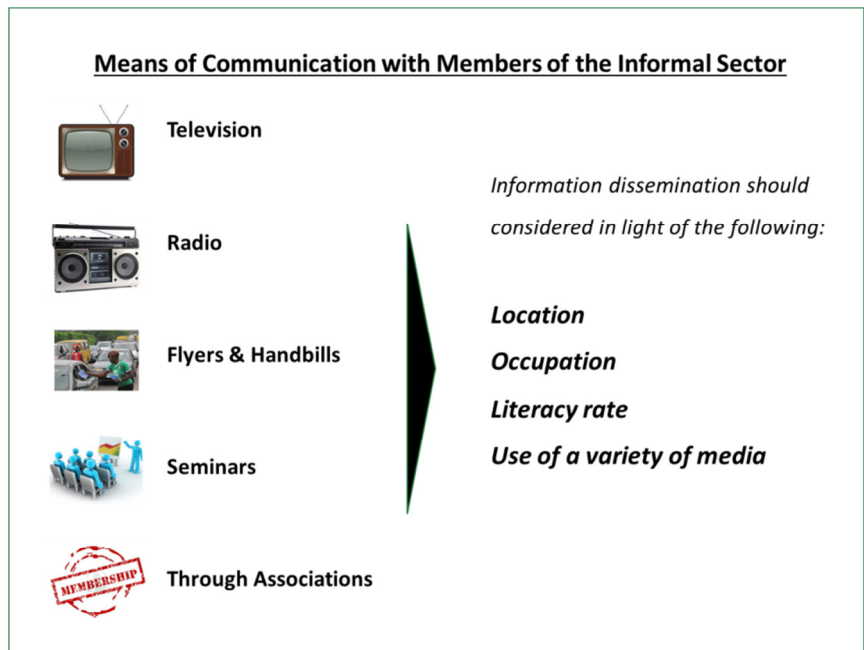 Means of Communication with Members of the Informal Sector
Television
Radio
Flyers & Handbills
Seminars
MEMBERSHIP
Through Associations
Information dissemination should
considered in light of the following:
Location
Occupation
Literacy rate
Use of a variety of media